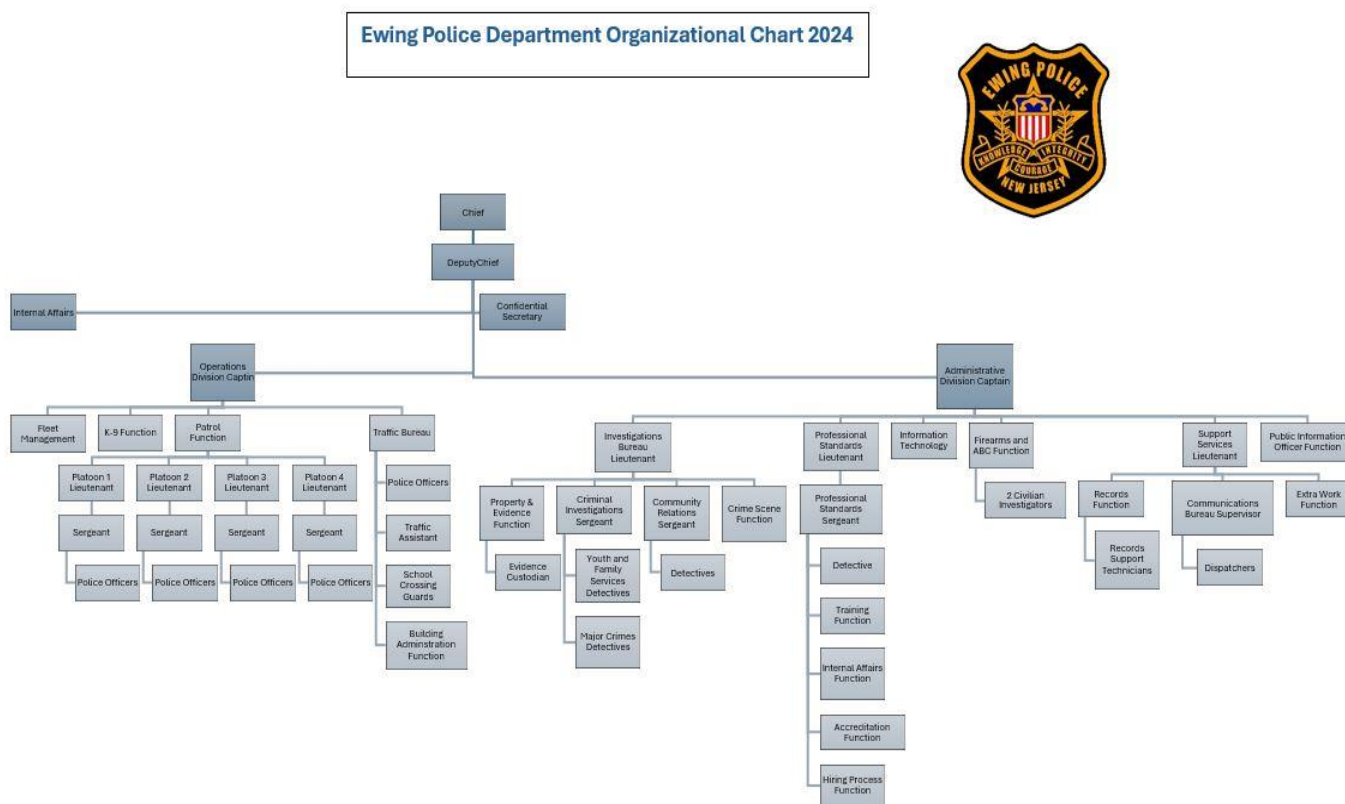 Ewing Police Department Organizational Chart 2024
EWING POLICE
KNOWLEDGE
INTEGRITY
COURAGE
NEW JERSEY
Chief
DeputyChief
Internal Affairs
Confidential
Secretary
Operations
Division Captin
Administrative
Division Captain
Fleet
Management
K-9 Function
Patrol
Function
Traffic Bureau
Investigations
Bureau
Lieutenant
Professional
Standards
Lieutenant
Information
Technology
Firearms and
ABC Function
Support
Services
Lieutenant
Public Information
Officer Function
Platoon 1
Lieutenant
Platoon 2
Lieutenant
Platoon 3
Lieutenant
Platoon 4
Lieutenant
Police Officers
Property &
Evidence
Function
Criminal
Investigations
Sergeant
Community
Relations
Sergeant
Crime Scene
Function
Professional
Standards
Sergeant
2 Civilian
Investigators
Records
Function
Communications
Bureau Supervisor
Extra Work
Function
Sergeant
Sergeant
Sergeant
Sergeant
Traffic
Assistant
Evidence
Custodian
Youth and
Family
Services
Detectives
Detectives
Detective
Records
Support
Technicians
Dispatchers
Police Officers
Police Officers
Police Officers
Police Officers
School
Crossing
Guards
Building
Adminstration
Function
Major Crimes
Detectives
Training
Function
Internal Affairs
Function
Accreditation
Function
Hiring Process
Function